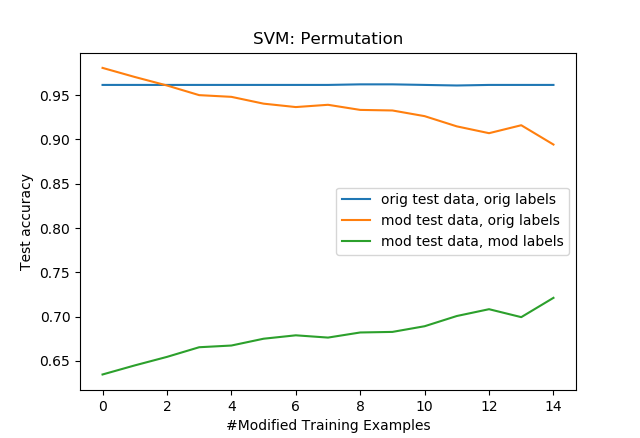 SVM: Permutation
0.95
0.90
0.85
0.80
0.75
0.70
0.65
Test accuracy
orig test data, orig labels
mod test data, orig labels
mod test data, mod labels
0 2 4 6 8 10 12 14
#Modified Training Examples